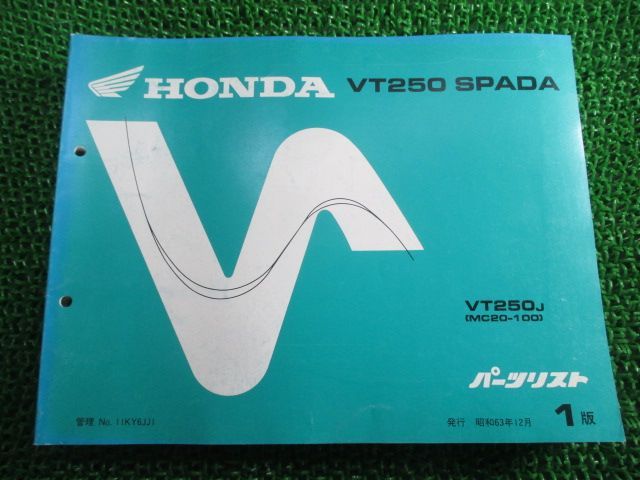 HONDA VT250 SPADA
VT250J
(MC20-100)
パーツリスト
管理 No. 11KY6JJ1
発行 昭和63年12月 1版